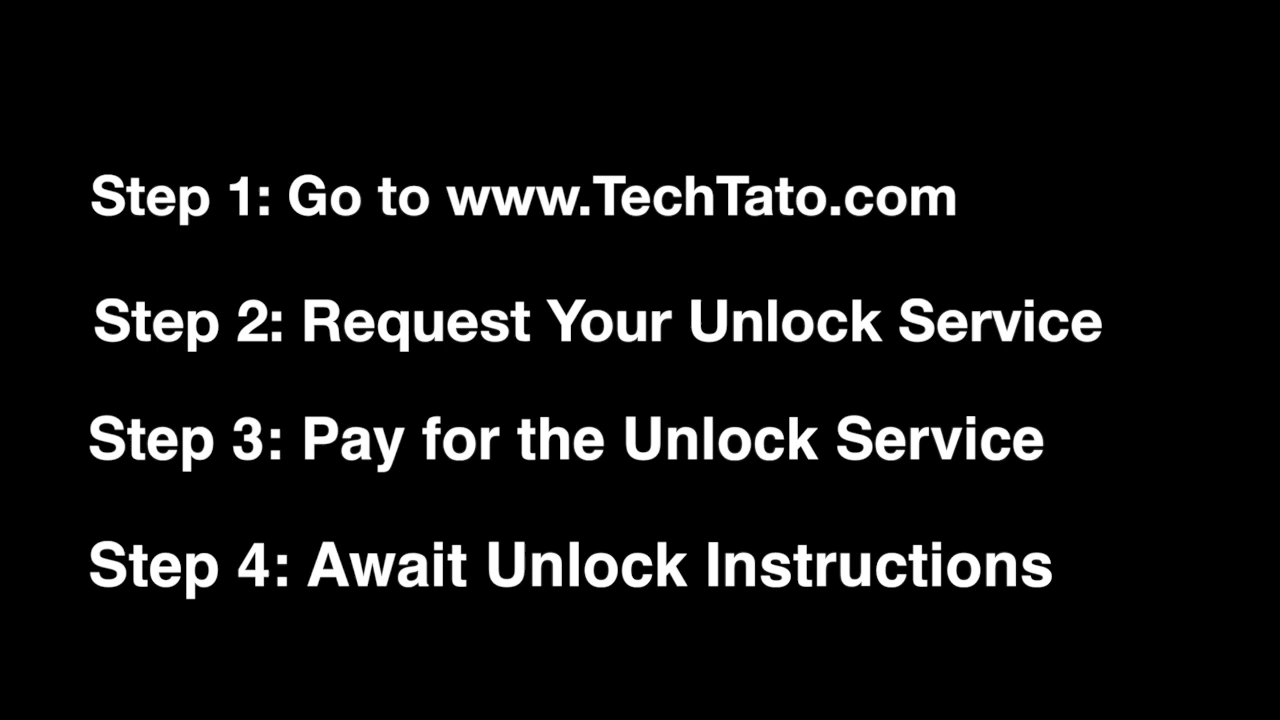 Step 1: Go to www.TechTato.com
Step 2: Request Your Unlock Service
Step 3: Pay for the Unlock Service
Step 4: Await Unlock Instructions